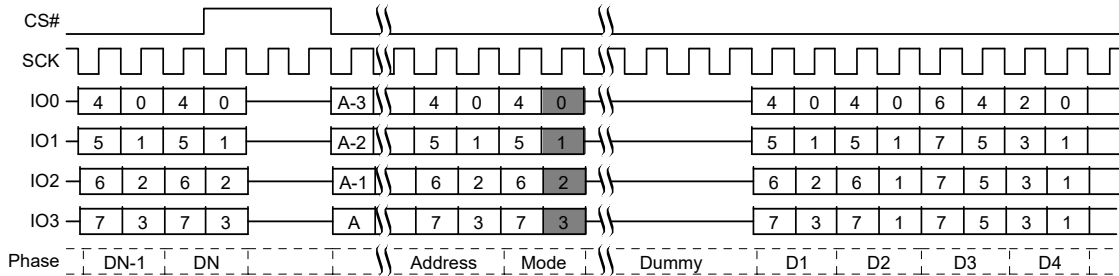 CS#
SCK
IO0 4 0 4 0 A-3 4 0 4 0 4 0 4 0 6 4 2 0
IO1 5 1 5 1 A-2 5 1 5 1 5 1 5 1 7 5 3 1
IO2 6 2 6 2 A-1 6 2 6 2 6 2 6 1 7 5 3 1
IO3 7 3 7 3 A 7 3 7 3 7 3 7 1 7 5 3 1
Phase DN-1 DN Address Mode Dummy D1 D2 D3 D4